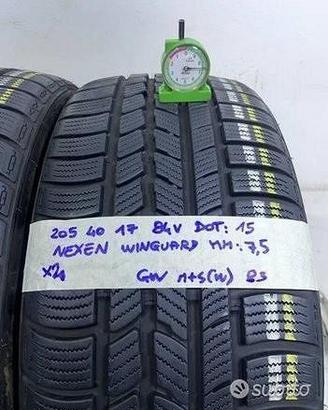 205 40 17 84V DOT: 15
NEXEN WINGUARD MM: 7,5
X2 GW M+S(W) 83
subito